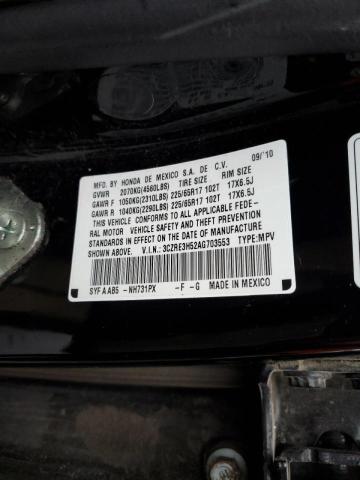 MFD. BY HONDA DE MEXICO S.A. DE C.V. 09/10
GVWR 2070KG(4560LBS) TIRE SIZE RIM SIZE
GAWR F 1050KG(2310LBS) 225/65R17 102T 17X6.5J
GAWR R 1040KG(2290LBS) 225/65R17 102T 17X6.5J
THIS VEHICLE CONFORMS TO ALL APPLICABLE FEDE-
RAL MOTOR VEHICLE SAFETY AND THEFT PREVENTION
STANDARDS IN EFFECT ON THE DATE OF MANUFACTURE
SHOWN ABOVE. V.I.N.: 3CZRE3H52AG703553 TYPE:MPV
SYF A AB5 -NH731PX -F -G MADE IN MEXICO